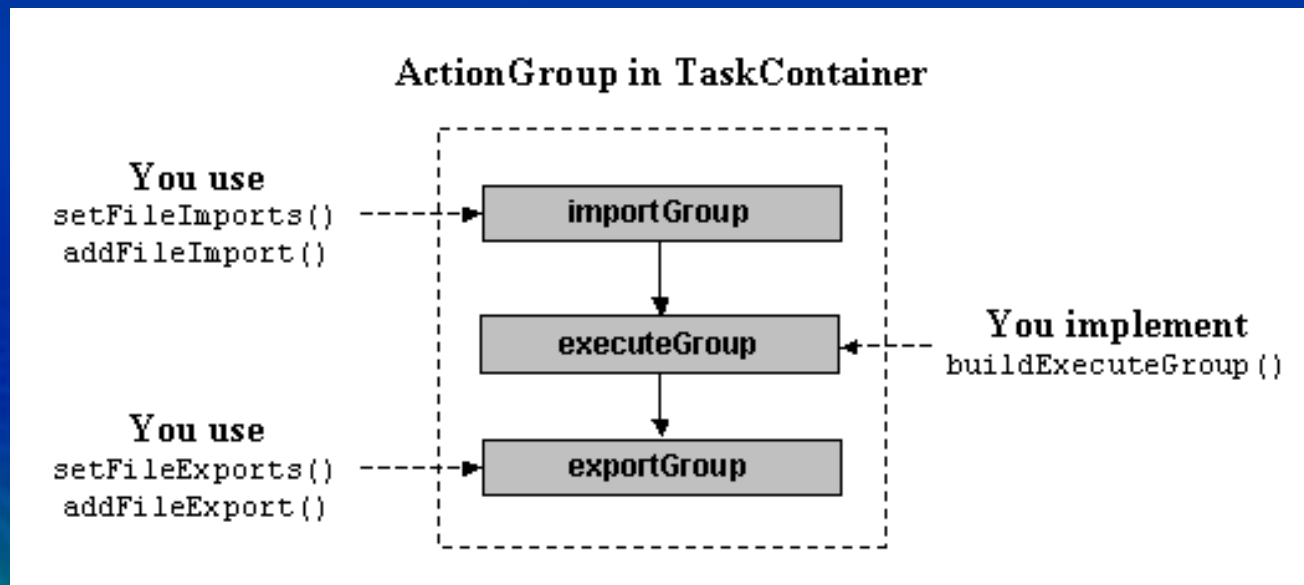 ActionGroup in TaskContainer
You use
setFileImports()
addFileImport()
importGroup
executeGroup
You implement
buildExecuteGroup()
You use
setFileExports()
addFileExport()
exportGroup